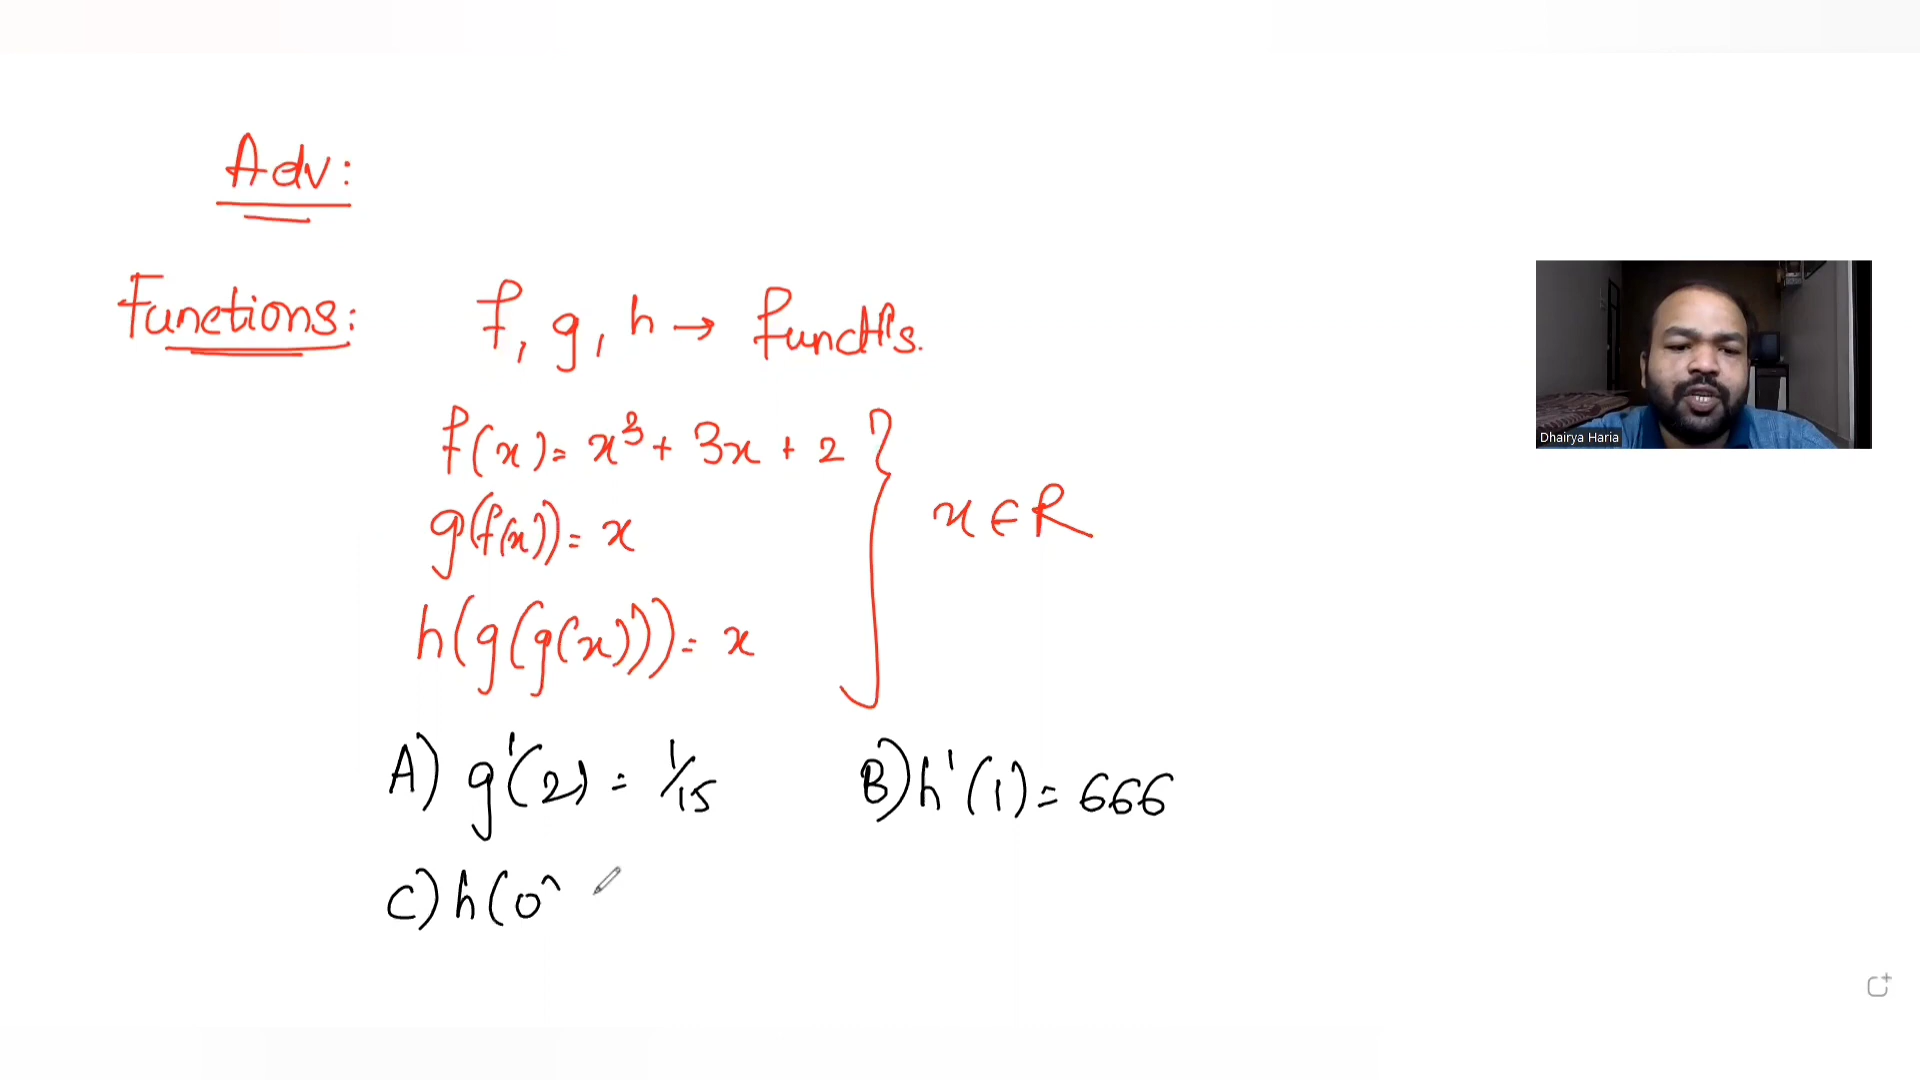 Adv:
Functions: f, g, h → functⁿs.
f(x) = x³ + 3x + 2
g(f(x)) = x
x ∈ R
h(g(g(x))) = x
A) g'(2) = 1/15 B) h'(1) = 666
C) h(0
Dhairya Haria